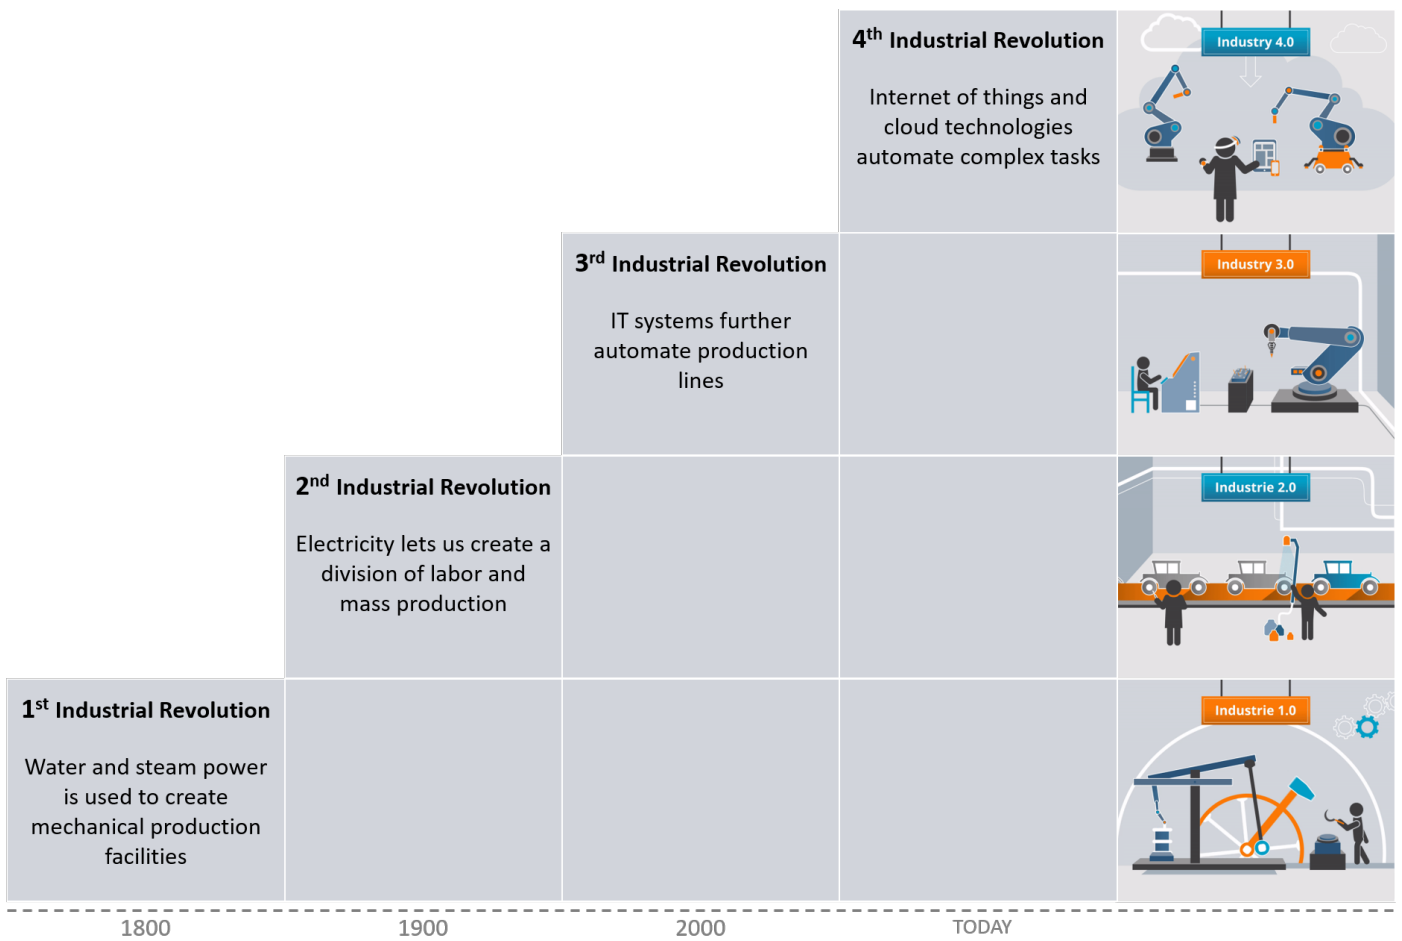 4th Industrial Revolution
Internet of things and
cloud technologies
automate complex tasks
Industry 4.0
3rd Industrial Revolution
IT systems further
automate production
lines
Industry 3.0
2nd Industrial Revolution
Electricity lets us create a
division of labor and
mass production
Industrie 2.0
1st Industrial Revolution
Water and steam power
is used to create
mechanical production
facilities
Industrie 1.0
1800
1900
2000
TODAY